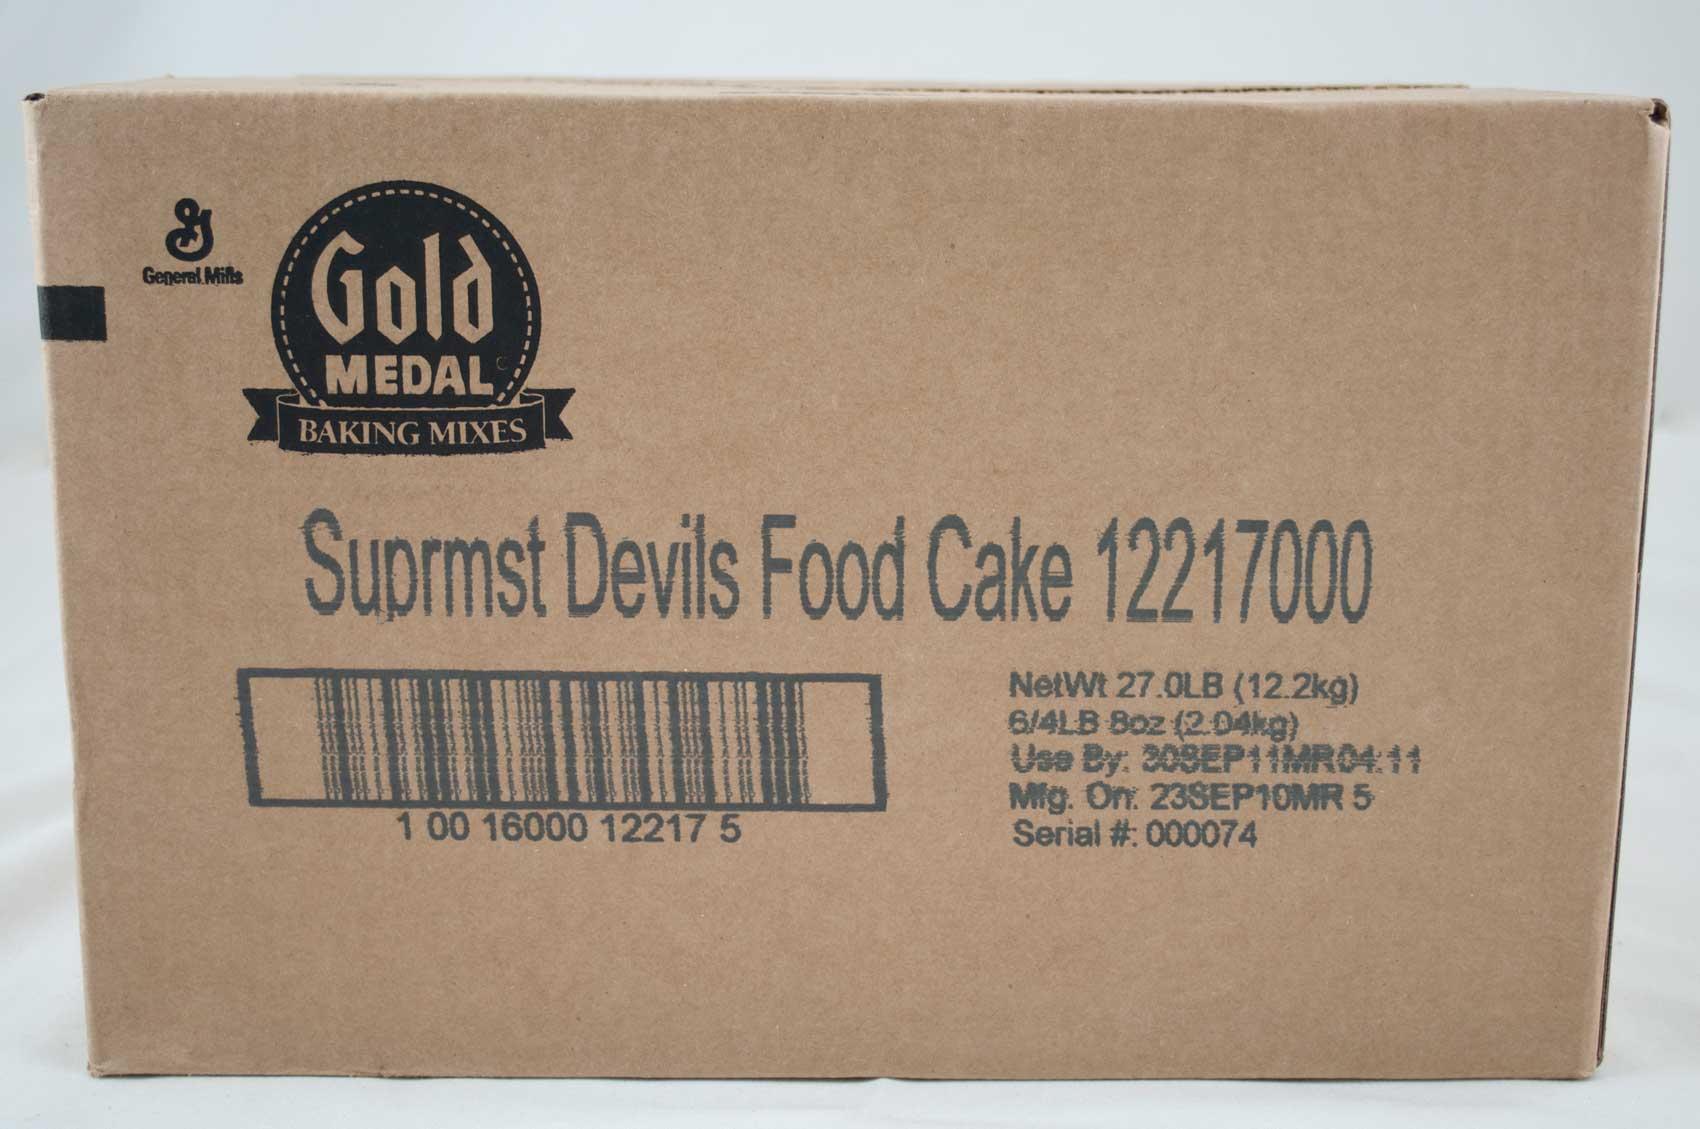 General Mills
Gold
MEDAL
BAKING MIXES
Suprmst Devils Food Cake 12217000
1 00 16000 12217 5
NetWt 27.0LB (12.2kg)
6/4LB 8oz (2.04kg)
Use By: 30SEP11MR04:11
Mfg. On: 23SEP10MR 5
Serial #: 000074